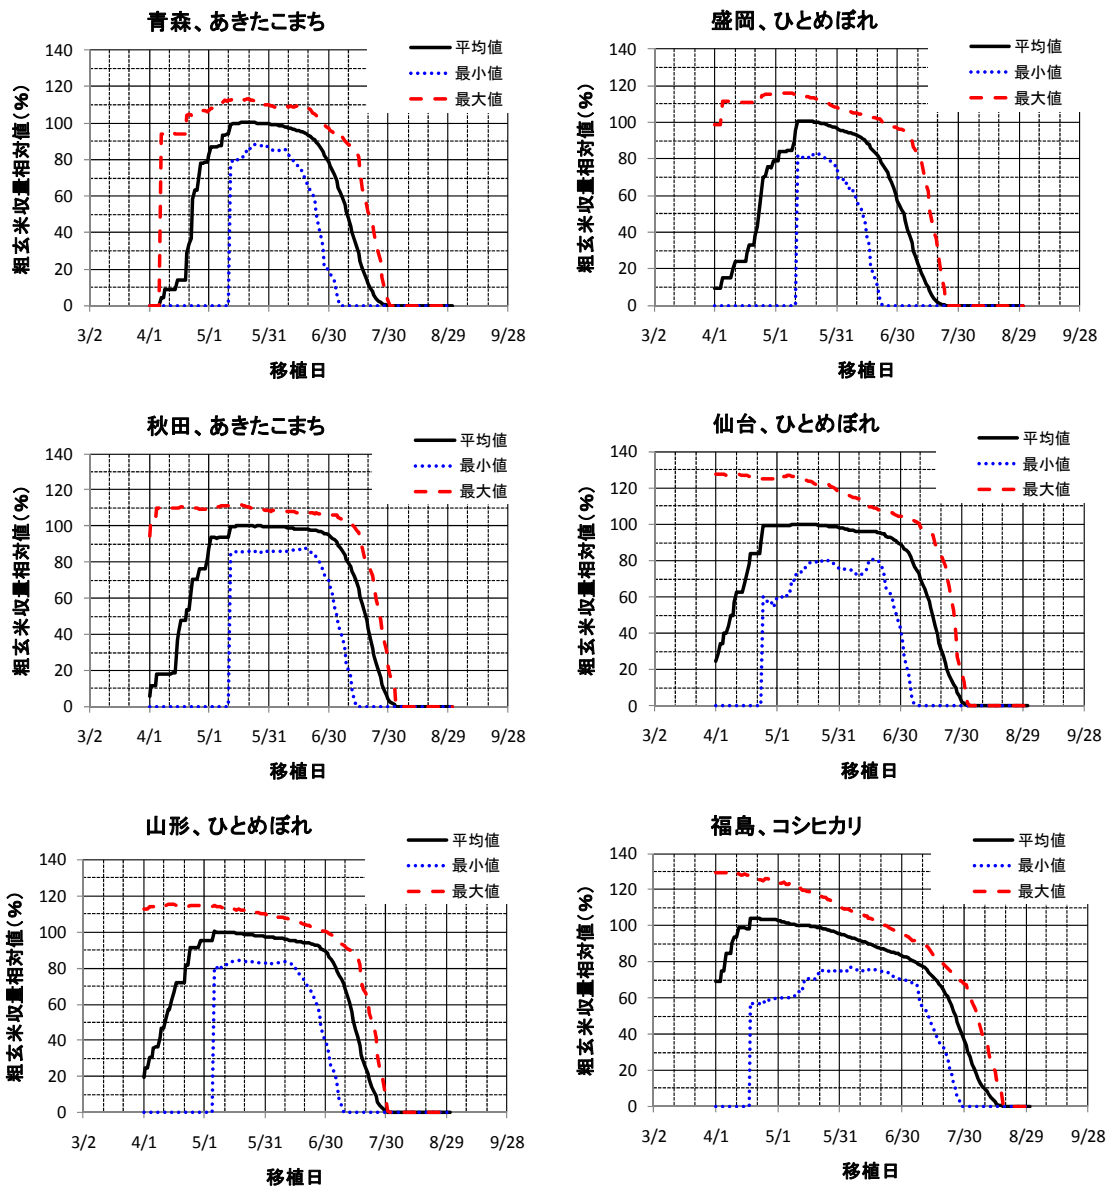 青森、あきたこまち
平均値
最小値
最大値
粗玄米収量相対値(%)
140
120
100
80
60
40
20
0
3/2 4/1 5/1 5/31 6/30 7/30 8/29 9/28
移植日
盛岡、ひとめぼれ
平均値
最小値
最大値
粗玄米収量相対値(%)
140
120
100
80
60
40
20
0
3/2 4/1 5/1 5/31 6/30 7/30 8/29 9/28
移植日
秋田、あきたこまち
平均値
最小値
最大値
粗玄米収量相対値(%)
140
120
100
80
60
40
20
0
3/2 4/1 5/1 5/31 6/30 7/30 8/29 9/28
移植日
仙台、ひとめぼれ
平均値
最小値
最大値
粗玄米収量相対値(%)
140
120
100
80
60
40
20
0
3/2 4/1 5/1 5/31 6/30 7/30 8/29 9/28
移植日
山形、ひとめぼれ
平均値
最小値
最大値
粗玄米収量相対値(%)
140
120
100
80
60
40
20
0
3/2 4/1 5/1 5/31 6/30 7/30 8/29 9/28
移植日
福島、コシヒカリ
平均値
最小値
最大値
粗玄米収量相対値(%)
140
120
100
80
60
40
20
0
3/2 4/1 5/1 5/31 6/30 7/30 8/29 9/28
移植日